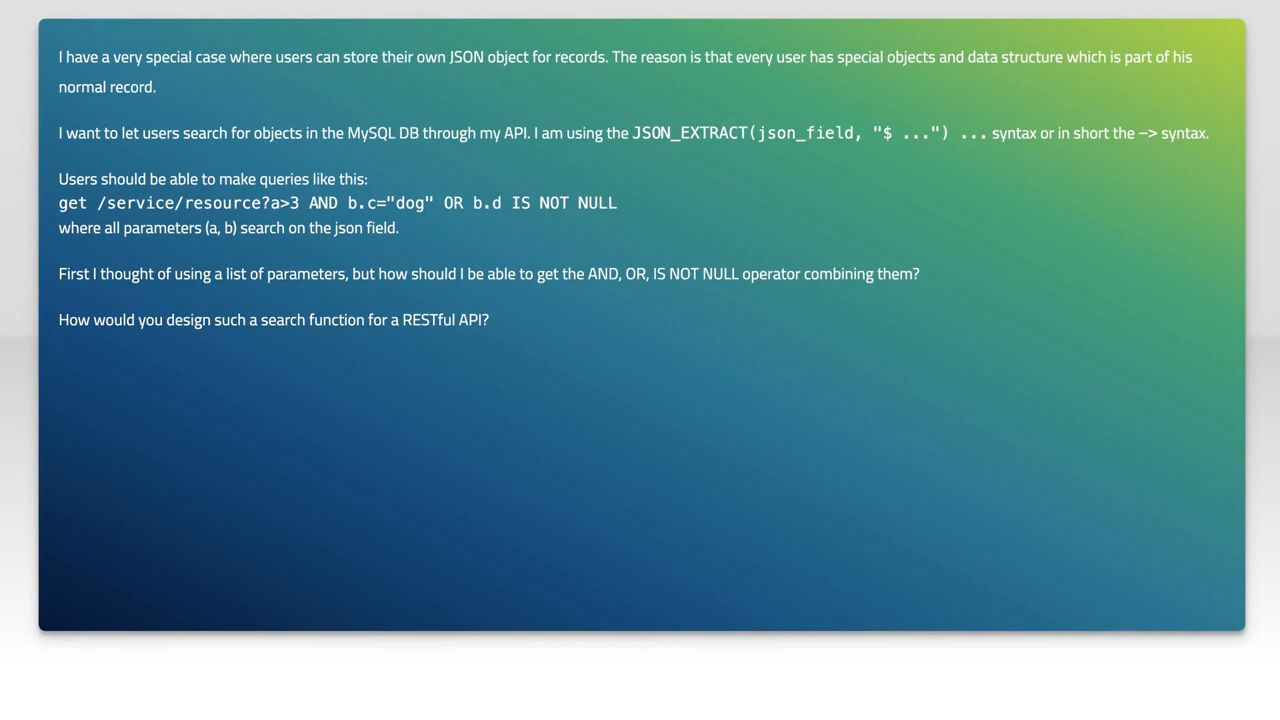 I have a very special case where users can store their own JSON object for records. The reason is that every user has special objects and data structure which is part of his
normal record.
I want to let users search for objects in the MySQL DB through my API. I am using the JSON_EXTRACT(json_field, "$ ...") ... syntax or in short the –> syntax.
Users should be able to make queries like this:
get /service/resource?a>3 AND b.c="dog" OR b.d IS NOT NULL
where all parameters (a, b) search on the json field.
First I thought of using a list of parameters, but how should I be able to get the AND, OR, IS NOT NULL operator combining them?
How would you design such a search function for a RESTful API?